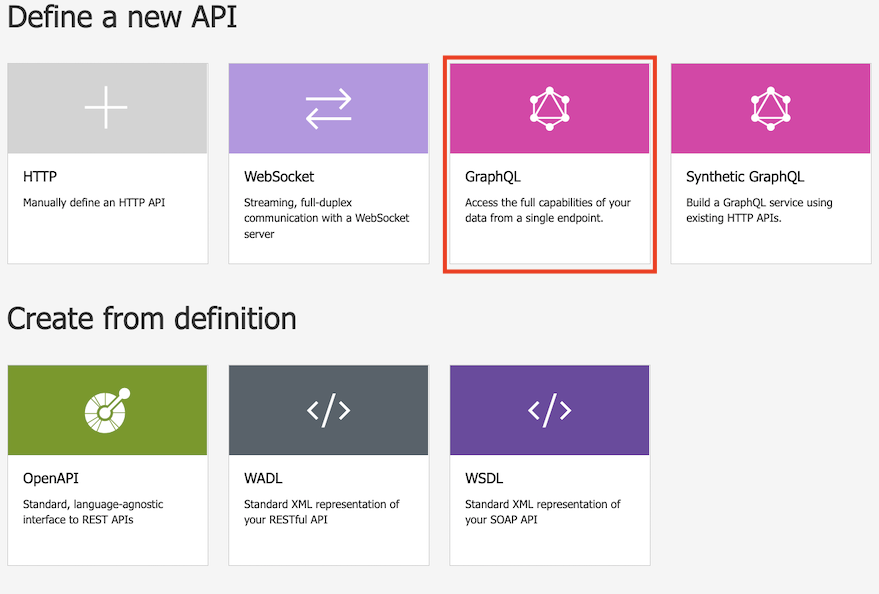 Define a new API
HTTP
Manually define an HTTP API
WebSocket
Streaming, full-duplex
communication with a WebSocket
server
GraphQL
Access the full capabilities of your
data from a single endpoint.
Synthetic GraphQL
Build a GraphQL service using
existing HTTP APIs.
Create from definition
OpenAPI
Standard, language-agnostic
interface to REST APIs
WADL
Standard XML representation of
your RESTful API
WSDL
Standard XML representation of
your SOAP API